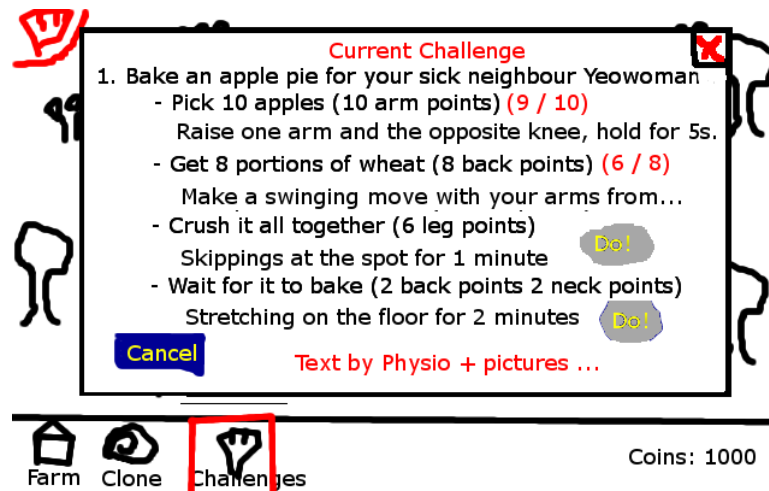 Current Challenge
1. Bake an apple pie for your sick neighbour Yeowoman
- Pick 10 apples (10 arm points) (9 / 10)
Raise one arm and the opposite knee, hold for 5s.
- Get 8 portions of wheat (8 back points) (6 / 8)
Make a swinging move with your arms from...
- Crush it all together (6 leg points)
Do!
Skippings at the spot for 1 minute
- Wait for it to bake (2 back points 2 neck points)
Stretching on the floor for 2 minutes
Do!
Cancel
Text by Physio + pictures ...
Farm
Clone
Challenges
Coins: 1000